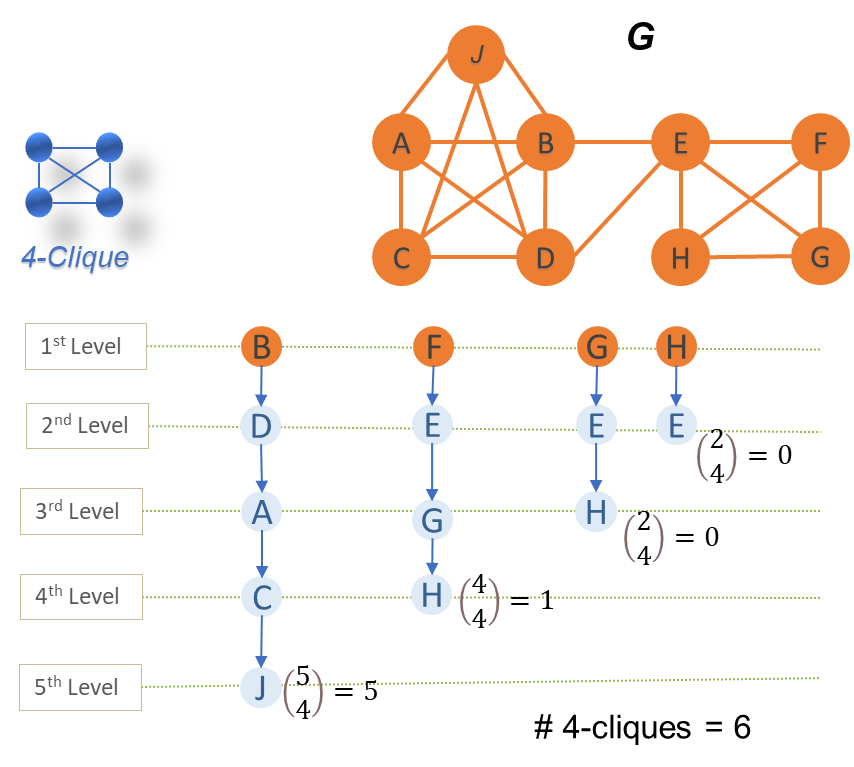 G
J
A B E F
C D H G
4-Clique
1st Level B F G H
2nd Level D E E E (2 4) = 0
3rd Level A G H (2 4) = 0
4th Level C H (4 4) = 1
5th Level J (5 4) = 5
# 4-cliques = 6